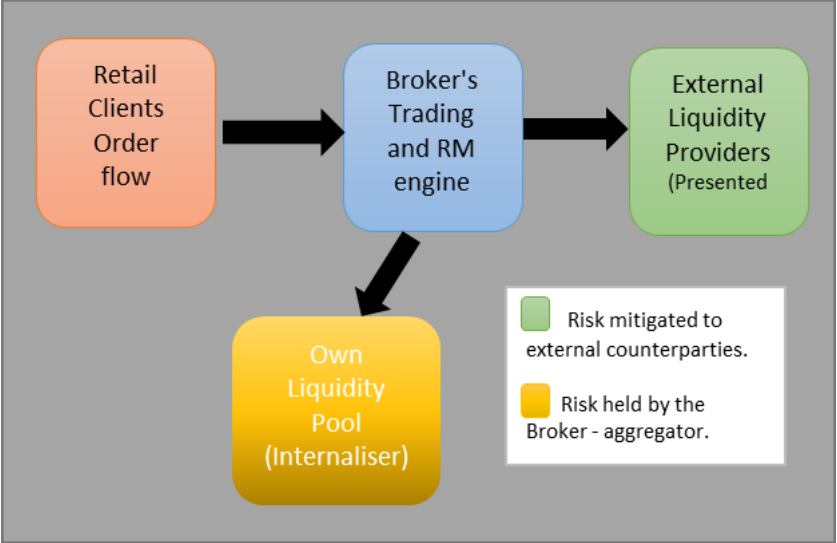 Retail
Clients
Order
flow
Broker's
Trading
and RM
engine
External
Liquidity
Providers
(Presented
Own
Liquidity
Pool
(Internaliser)
Risk mitigated to
external counterparties.
Risk held by the
Broker - aggregator.